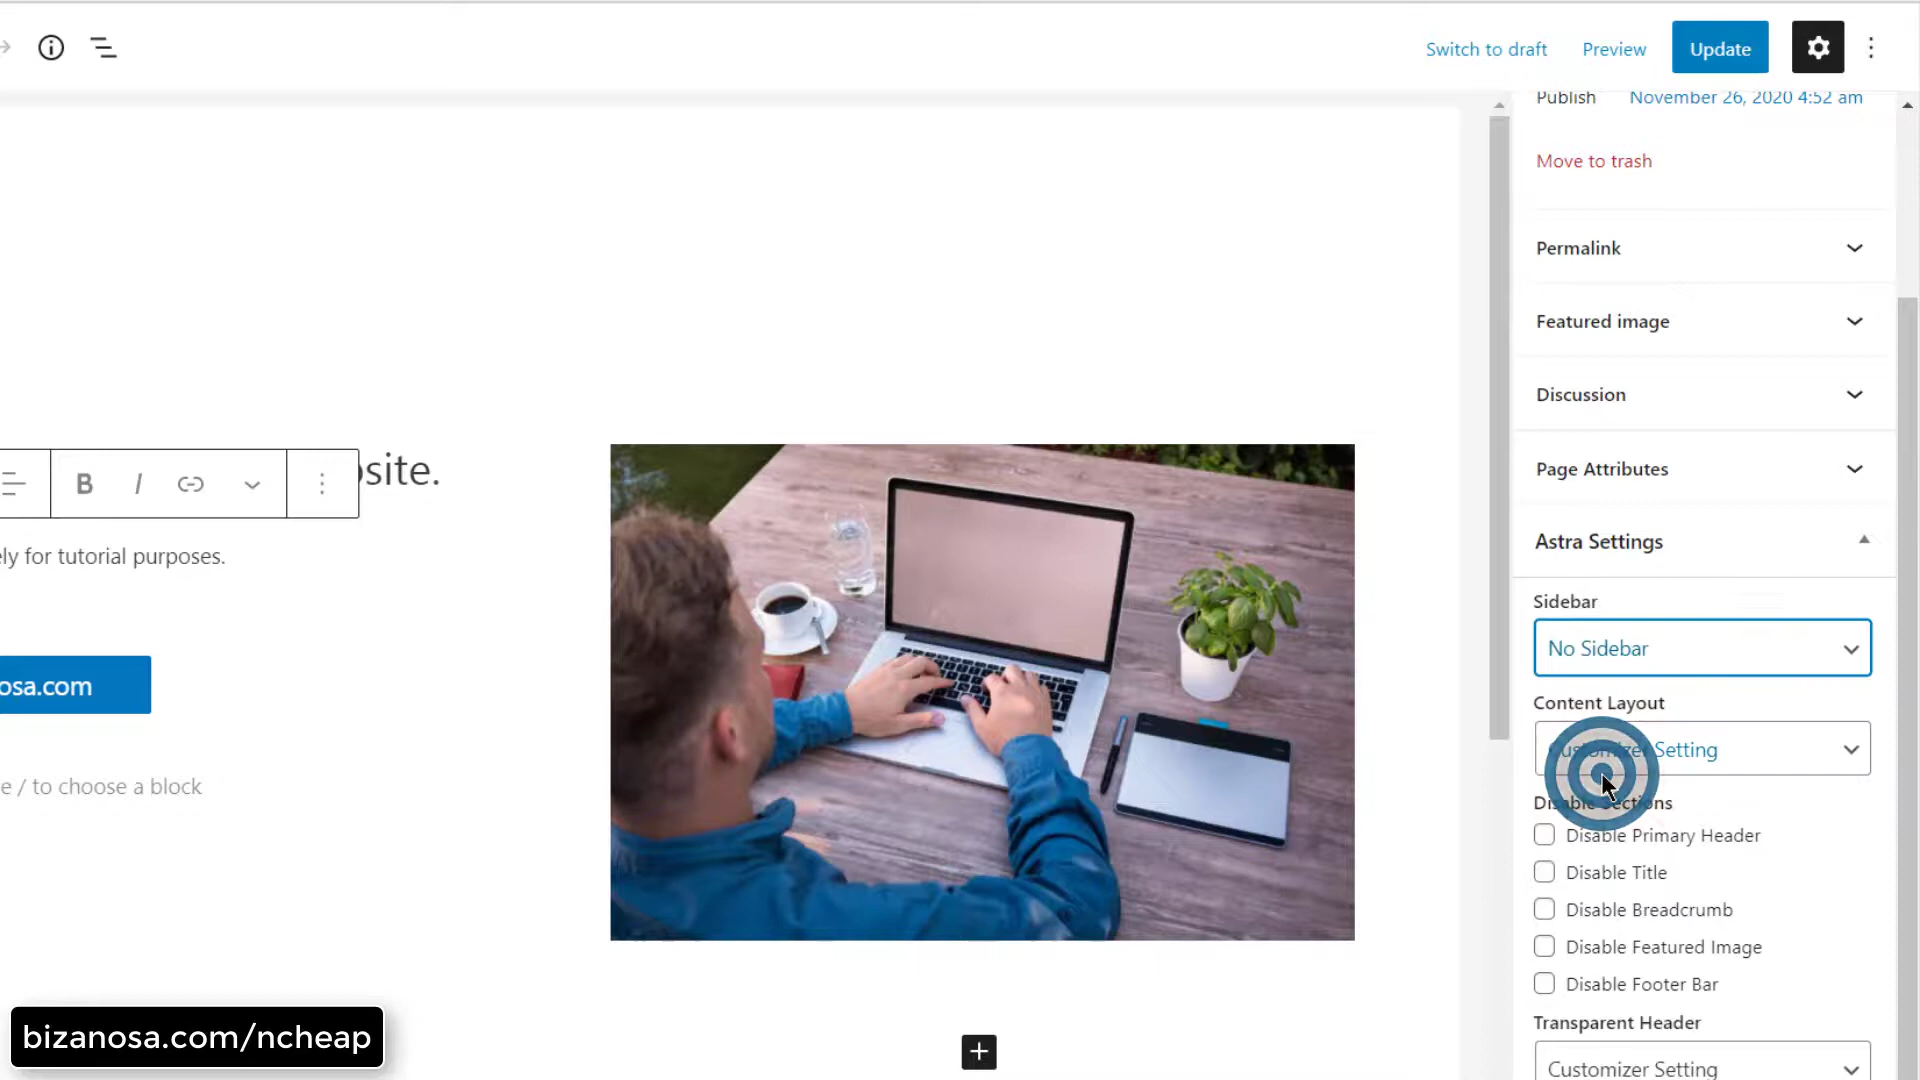 Switch to draft
Preview
Update
Publish
November 26, 2020 4:52 am
Move to trash
Permalink
Featured image
Discussion
Page Attributes
Astra Settings
Sidebar
No Sidebar
Content Layout
Customizer Setting
Disable Sections
Disable Primary Header
Disable Title
Disable Breadcrumb
Disable Featured Image
Disable Footer Bar
Transparent Header
Customizer Setting
B I
site.
ly for tutorial purposes.
osa.com
e / to choose a block
bizanosa.com/ncheap